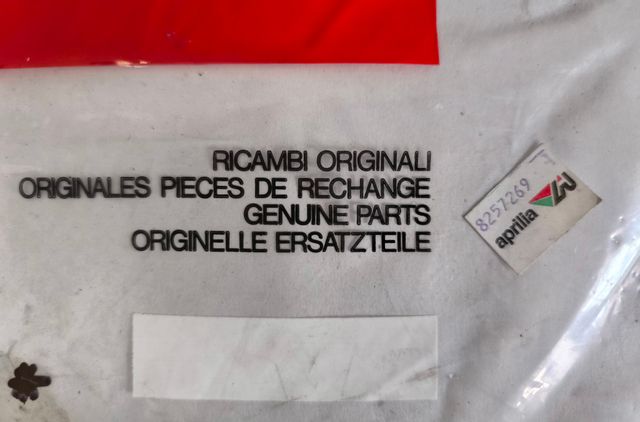 RICAMBI ORIGINALI
ORIGINALES PIECES DE RECHANGE
GENUINE PARTS
ORIGINELLE ERSATZTEILE
8257269
aprilia